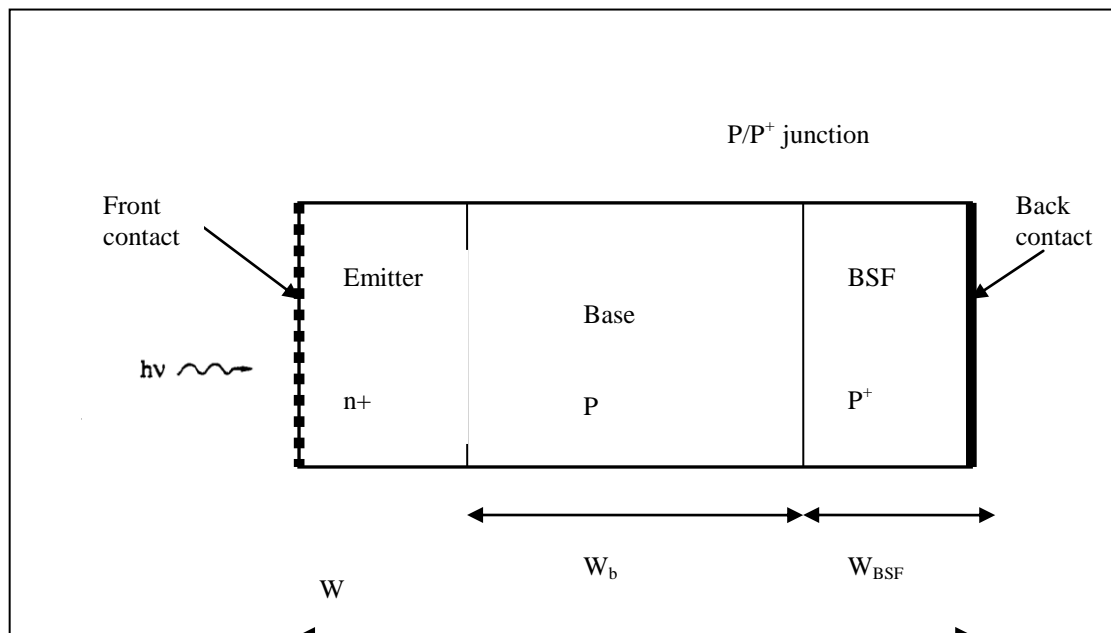 P/P⁺ junction
Front
contact
Back
contact
Emitter
BSF
Base
hν
n+
P
P⁺
W_b
W_BSF
W